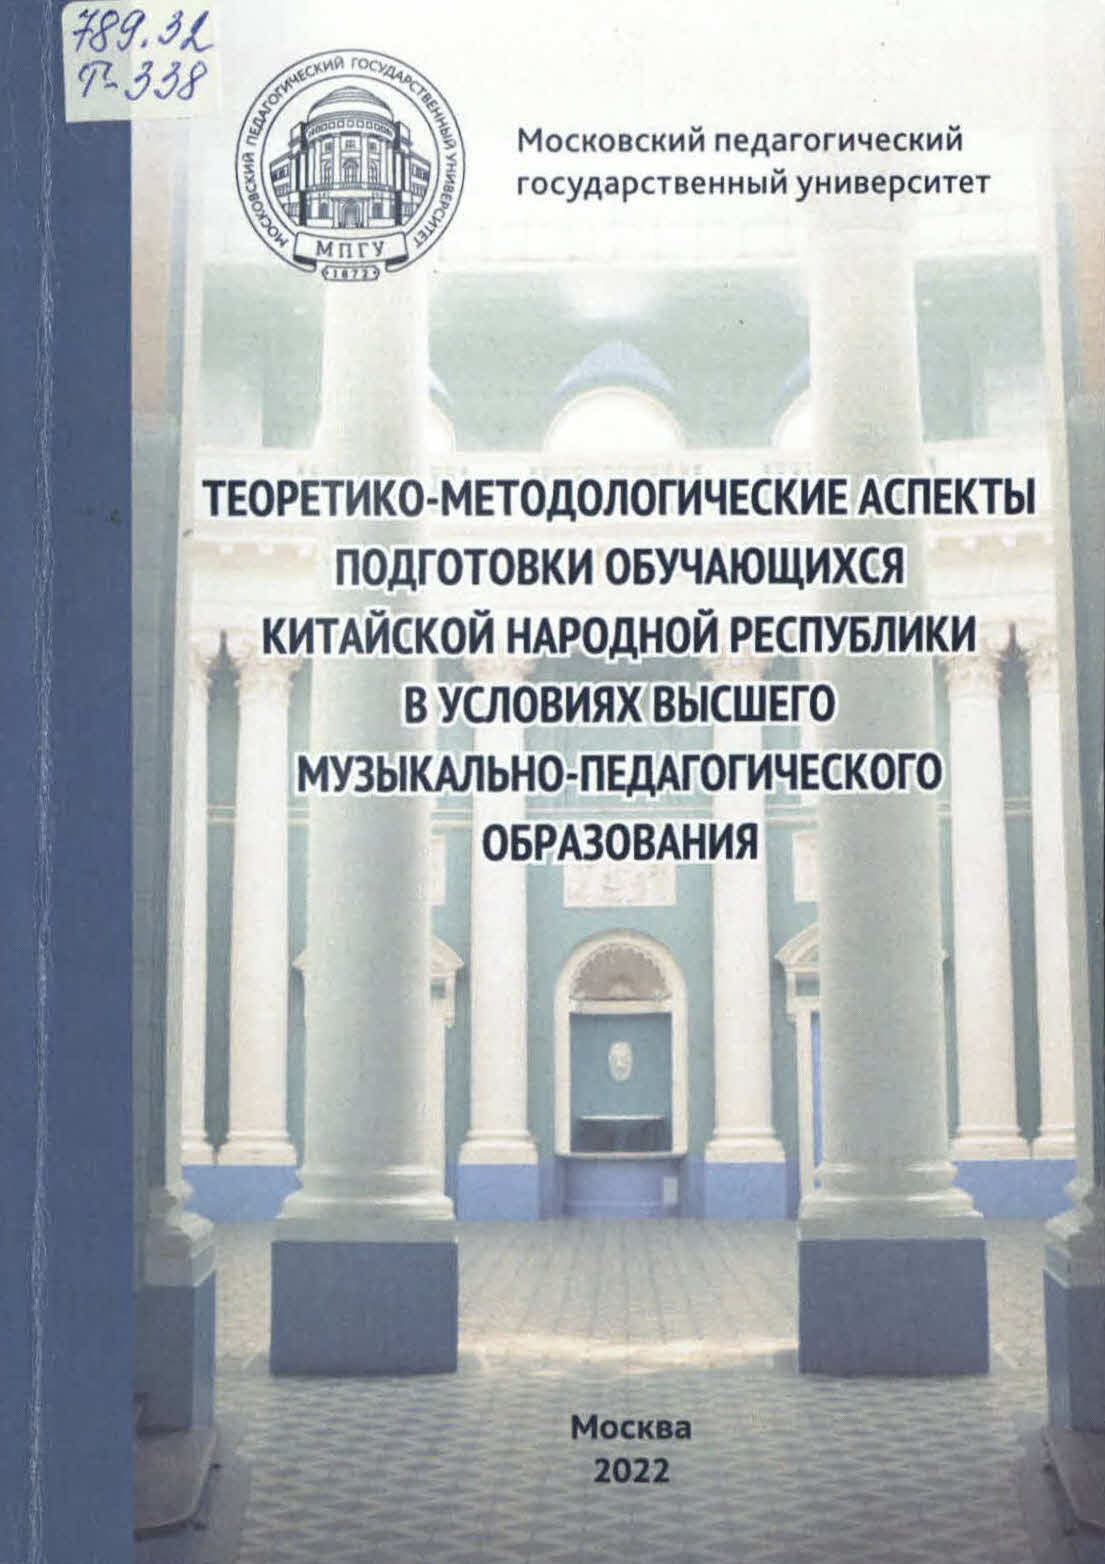 789.32
Т-338
МОСКОВСКИЙ ПЕДАГОГИЧЕСКИЙ ГОСУДАРСТВЕННЫЙ УНИВЕРСИТЕТ
МПГУ
1872
Московский педагогический
государственный университет
ТЕОРЕТИКО-МЕТОДОЛОГИЧЕСКИЕ АСПЕКТЫ
ПОДГОТОВКИ ОБУЧАЮЩИХСЯ
КИТАЙСКОЙ НАРОДНОЙ РЕСПУБЛИКИ
В УСЛОВИЯХ ВЫСШЕГО
МУЗЫКАЛЬНО-ПЕДАГОГИЧЕСКОГО
ОБРАЗОВАНИЯ
Москва
2022